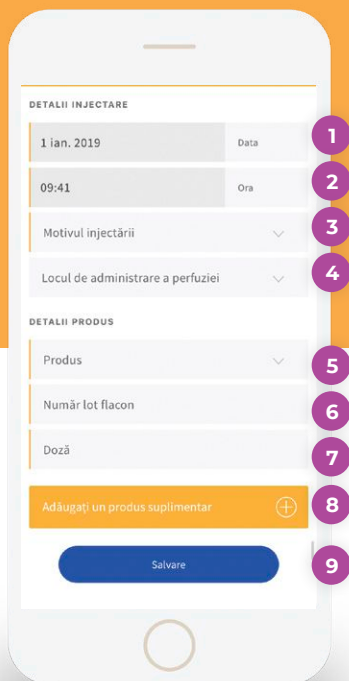 DETALII INJECTARE
1 ian. 2019 Data 1
09:41 Ora 2
Motivul injectării 3
Locul de administrare a perfuziei 4
DETALII PRODUS
Produs 5
Număr lot flacon 6
Doză 7
Adăugați un produs suplimentar 8
Salvare 9